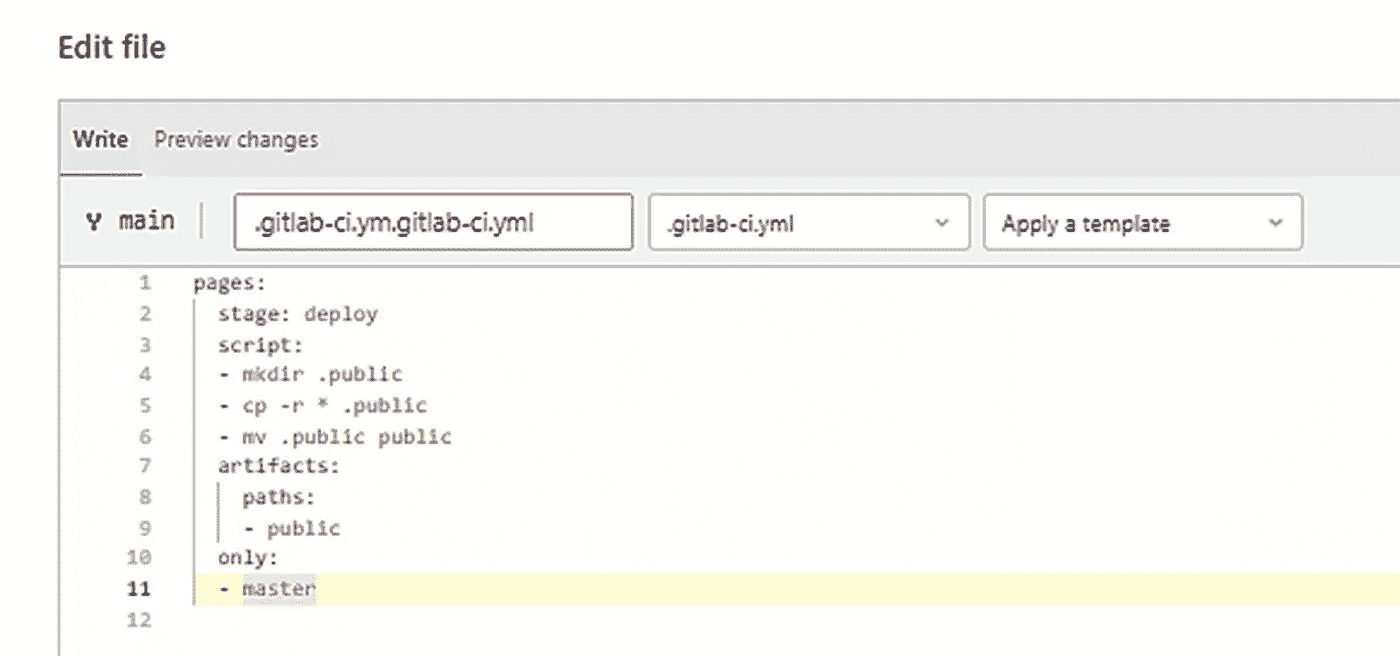 Edit file
Write Preview changes
main .gitlab-ci.ym.gitlab-ci.yml .gitlab-ci.yml Apply a template
1 pages:
2 stage: deploy
3 script:
4 - mkdir .public
5 - cp -r * .public
6 - mv .public public
7 artifacts:
8 paths:
9 - public
10 only:
11 - master
12